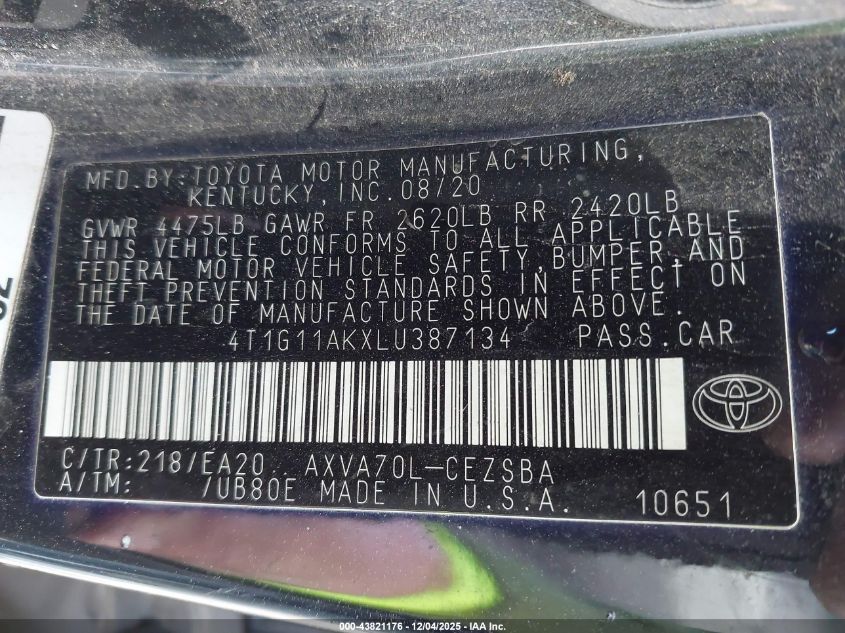 MFD.BY:TOYOTA MOTOR MANUFACTURING,
KENTUCKY,INC.08/20
GVWR 4475LB GAWR FR 2620LB RR 2420LB
THIS VEHICLE CONFORMS TO ALL APPLICABLE
FEDERAL MOTOR VEHICLE SAFETY,BUMPER,AND
THEFT PREVENTION STANDARDS IN EFFECT ON
THE DATE OF MANUFACTURE SHOWN ABOVE.
4T1G11AKXLU387134 PASS.CAR
C/TR:218/EA20 AXVA70L-CEZSBA
A/TM: /UB80E MADE IN U.S.A. 10651
000-43821176 - 12/04/2025 - IAA Inc.